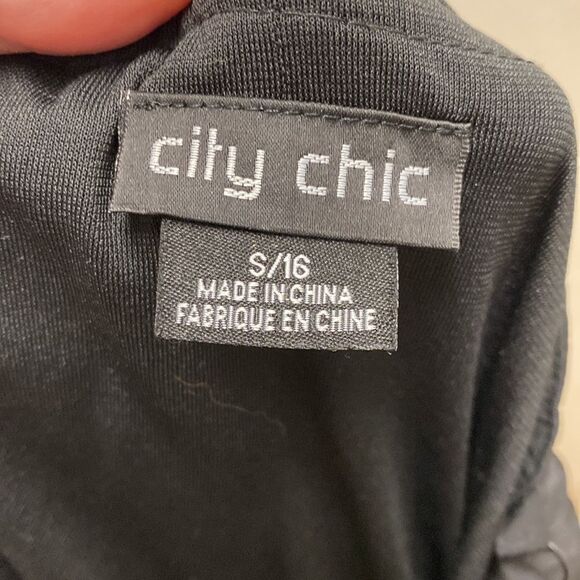 city chic
S/16
MADE IN CHINA
FABRIQUE EN CHINE